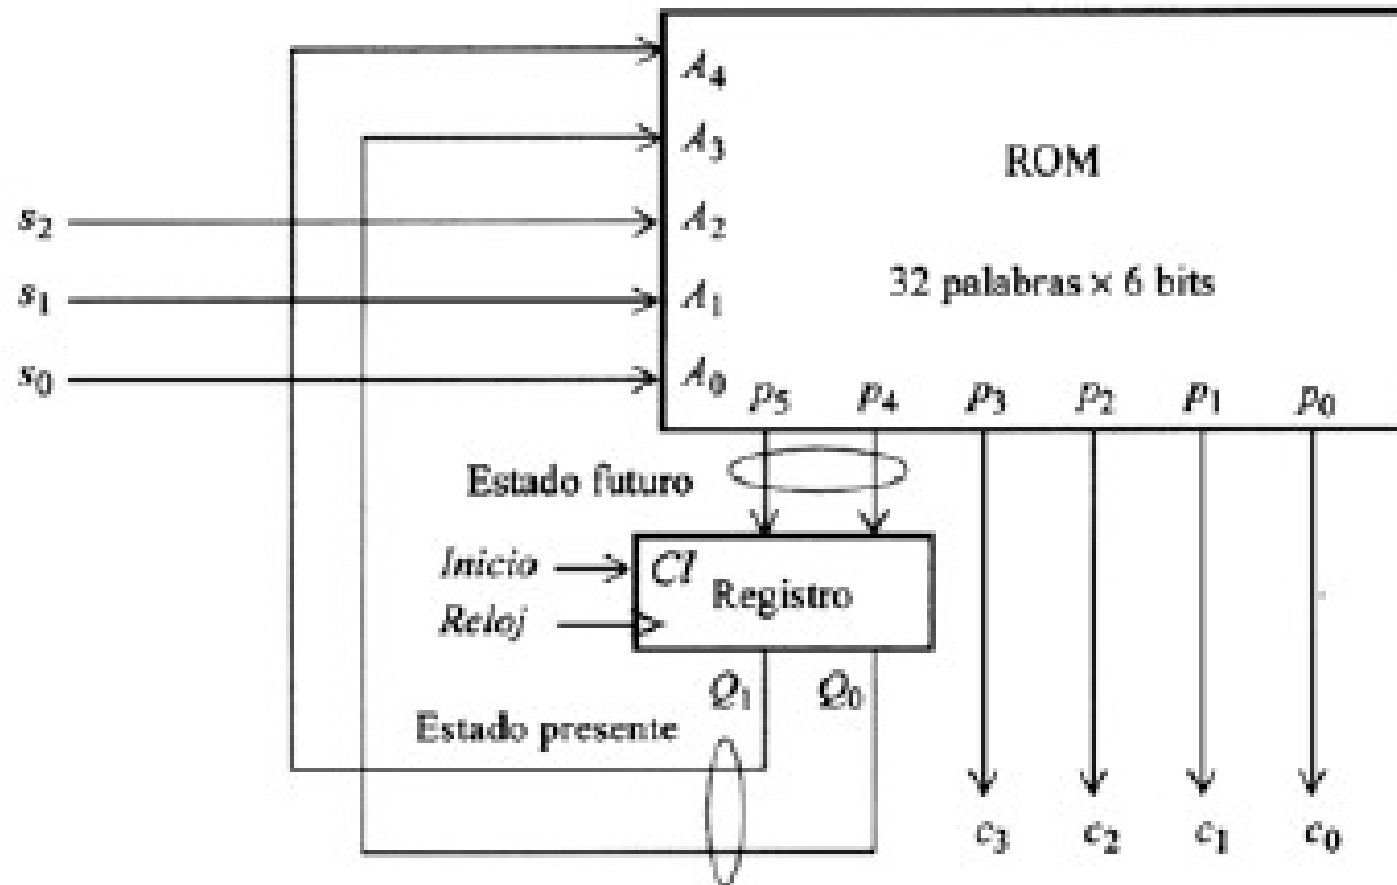 A₄
A₃
ROM
s₂
A₂
s₁
A₁
32 palabras × 6 bits
s₀
A₀
p₅ p₄ p₃ p₂ p₁ p₀
Estado futuro
Inicio
CI
Registro
Reloj
Q₁ Q₀
Estado presente
c₃ c₂ c₁ c₀